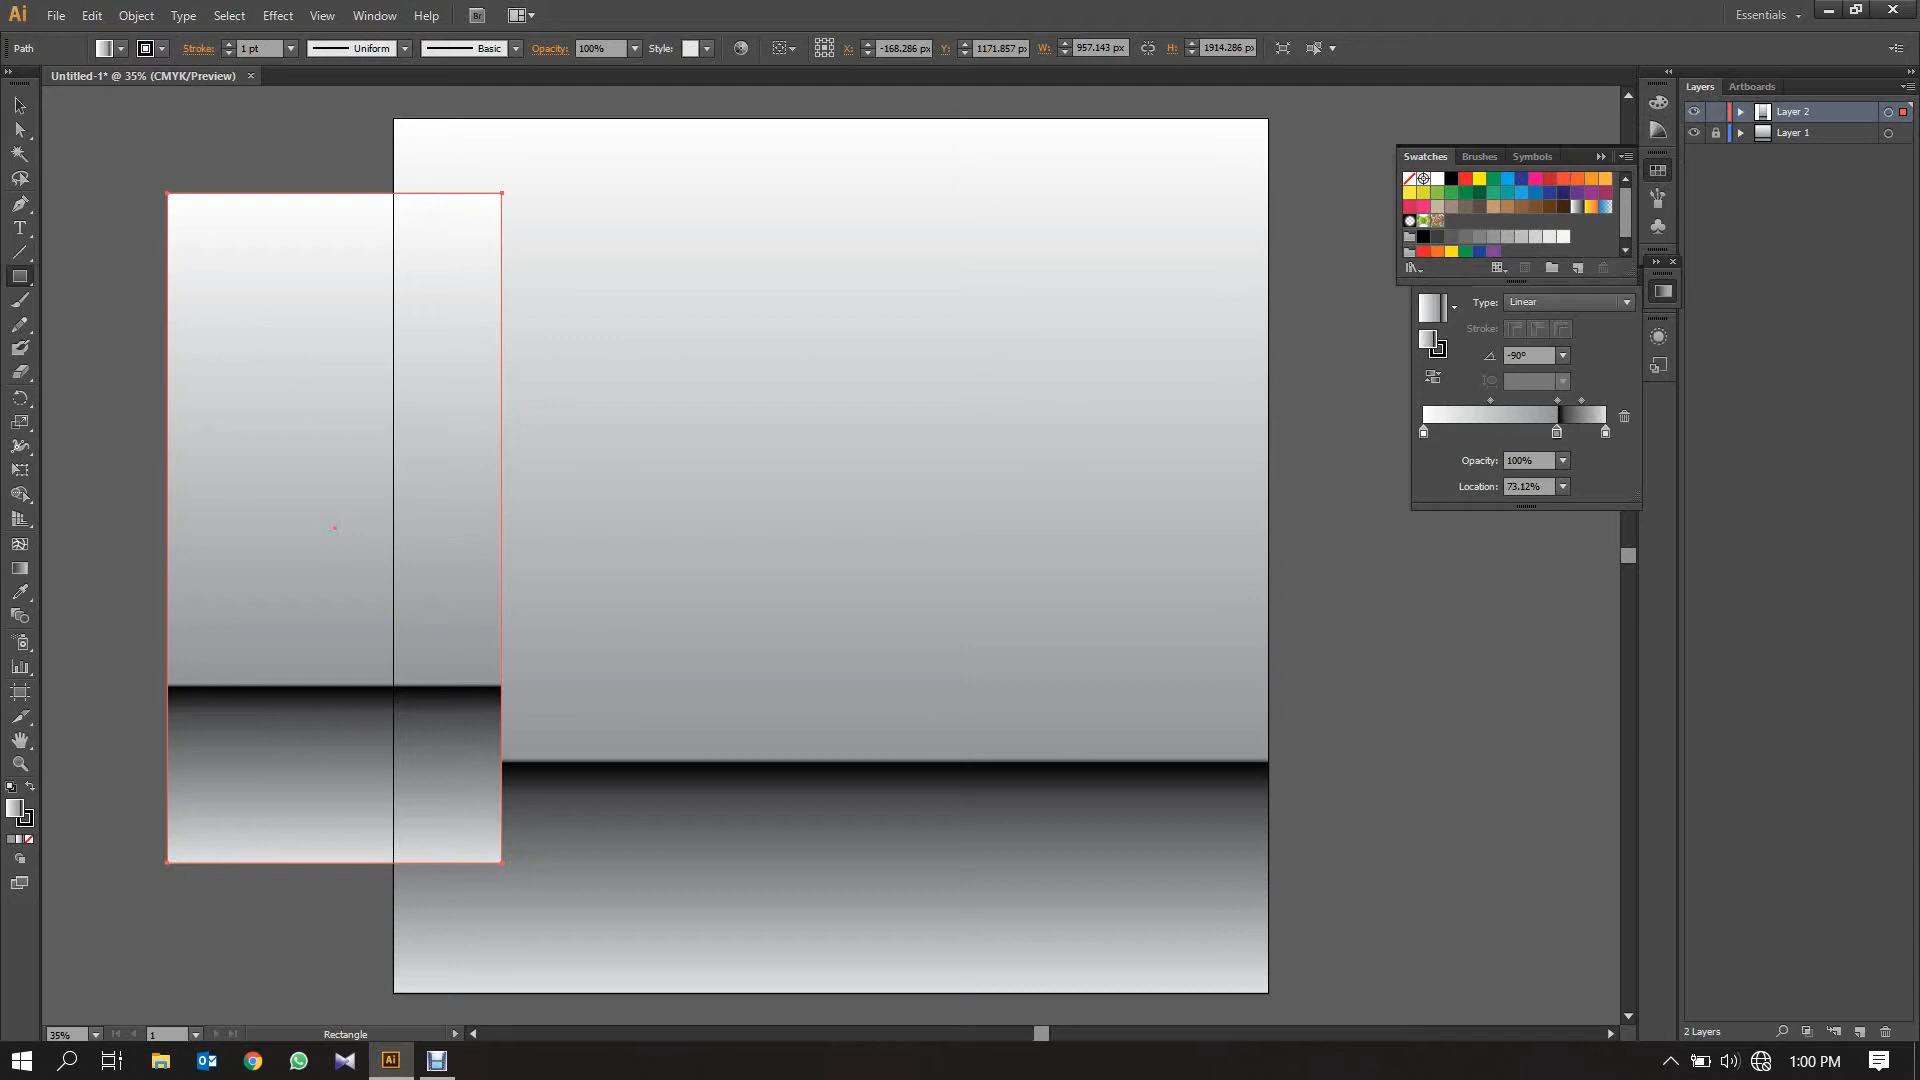 Ai File Edit Object Type Select Effect View Window Help Br Essentials
Path Stroke: 1 pt Uniform Basic Opacity: 100% Style: X: -168.286 px Y: 1171.857 px W: 957.143 px H: 1914.286 px
Untitled-1* @ 35% (CMYK/Preview)
Layers Artboards
Layer 2
Layer 1
Swatches Brushes Symbols
Type: Linear
Stroke:
-90°
Opacity: 100%
Location: 73.12%
T
35% 1 Rectangle
2 Layers
Ai 1:00 PM